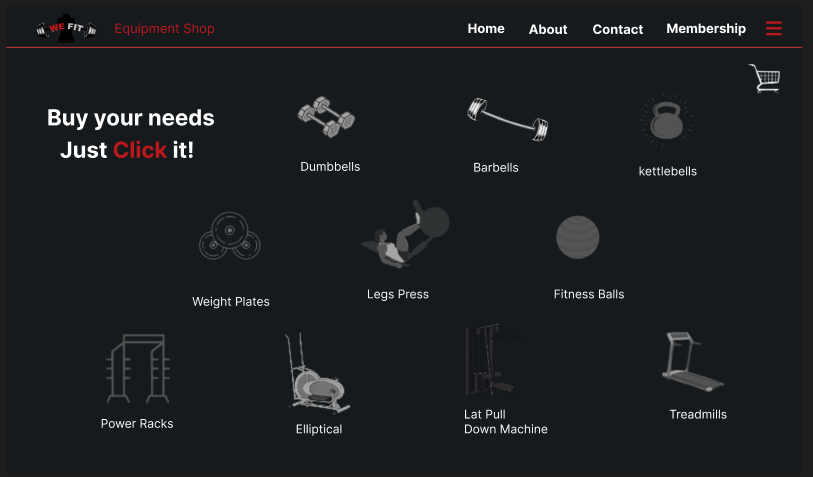 WE FIT
Equipment Shop
Home
About
Contact
Membership
Buy your needs
Just Click it!
Dumbbells
Barbells
kettlebells
Weight Plates
Legs Press
Fitness Balls
Power Racks
Elliptical
Lat Pull
Down Machine
Treadmills